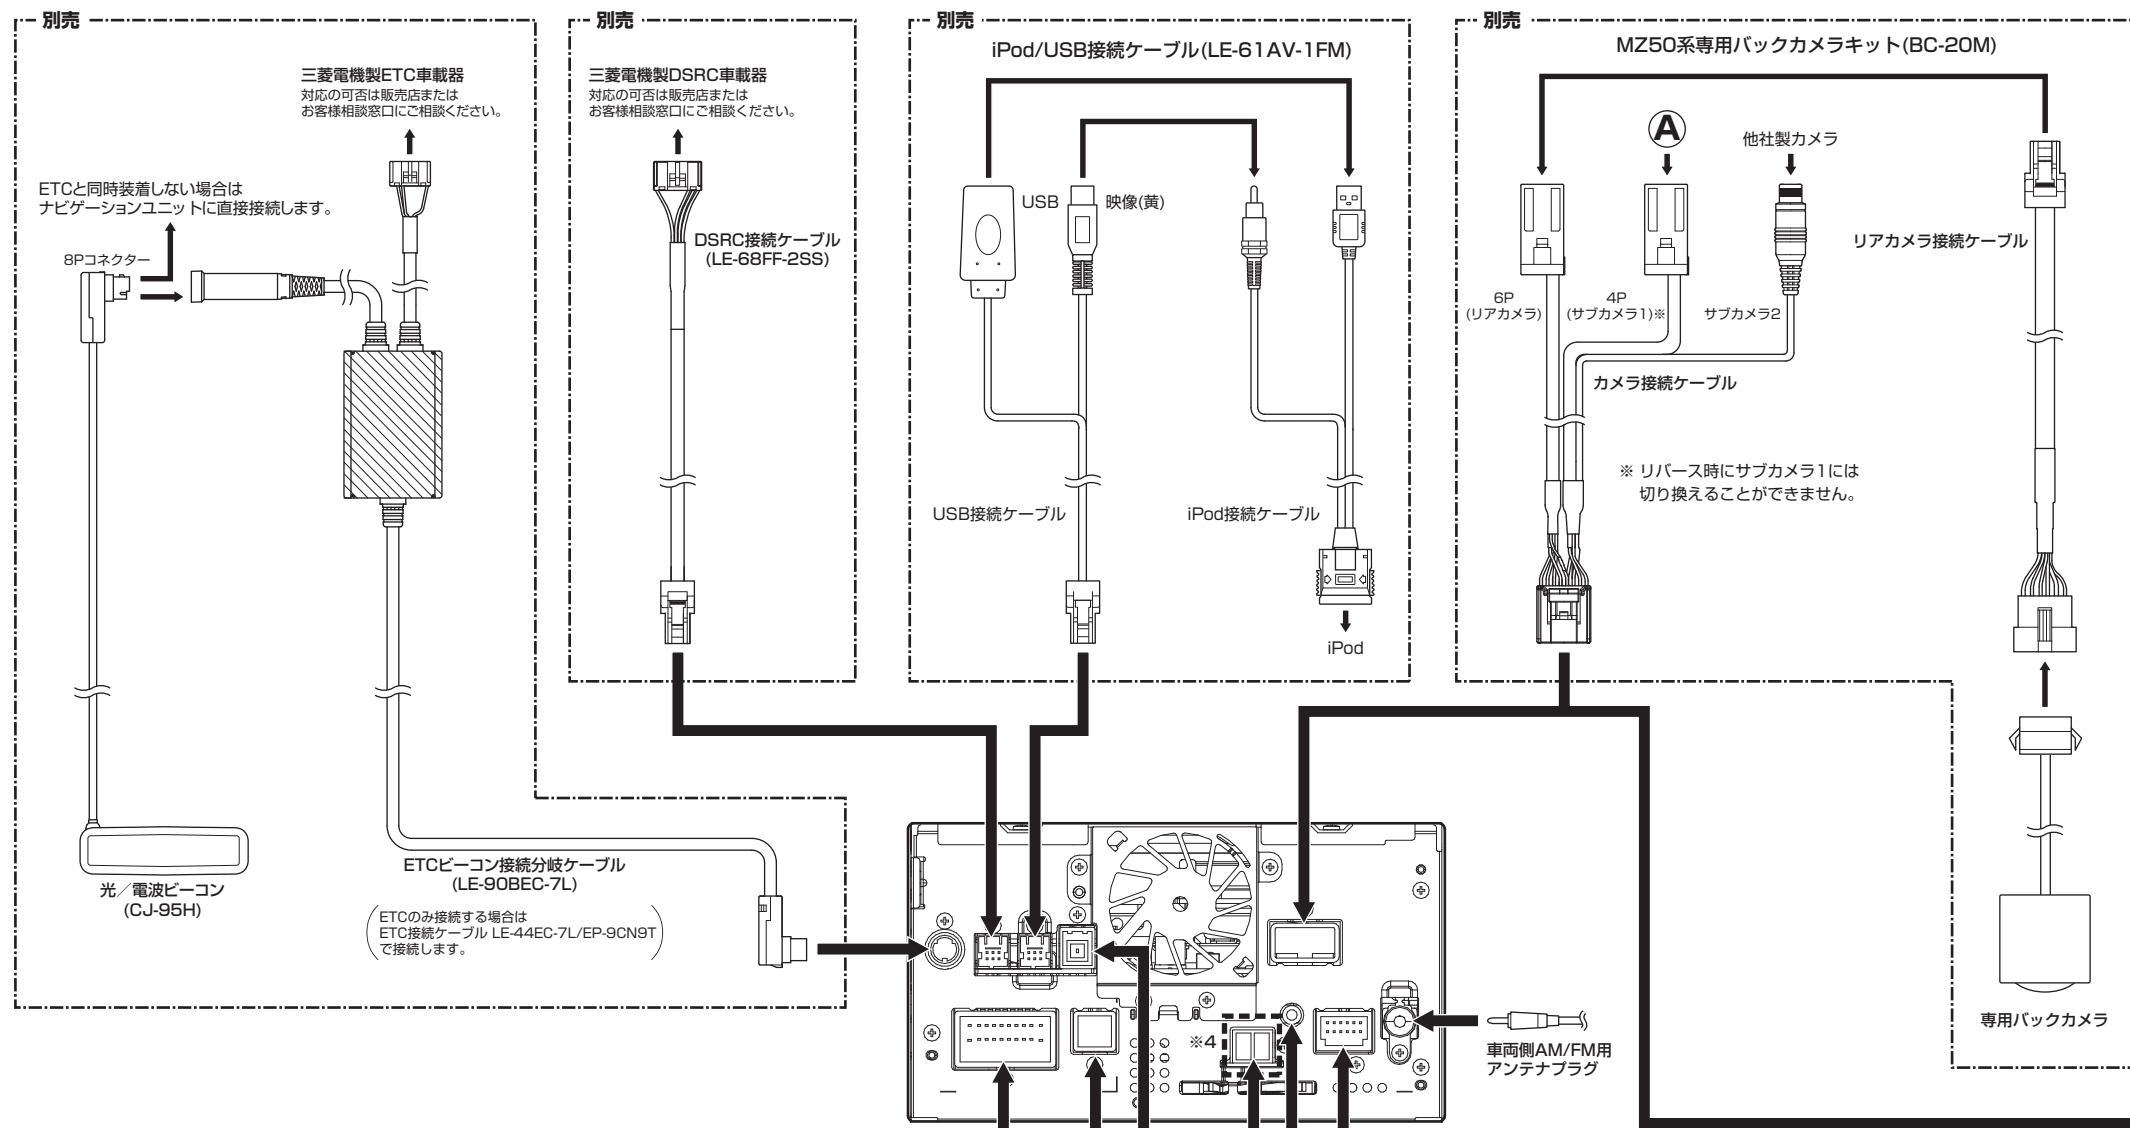 別売
三菱電機製ETC車載器
対応の可否は販売店または
お客様相談窓口にご相談ください。
ETCと同時装着しない場合は
ナビゲーションユニットに直接接続します。
8Pコネクター
光／電波ビーコン
(CJ-95H)
ETCビーコン接続分岐ケーブル
(LE-90BEC-7L)
ETCのみ接続する場合は
ETC接続ケーブル LE-44EC-7L/EP-9CN9T
で接続します。
別売
三菱電機製DSRC車載器
対応の可否は販売店または
お客様相談窓口にご相談ください。
DSRC接続ケーブル
(LE-68FF-2SS)
別売
iPod/USB接続ケーブル(LE-61AV-1FM)
USB
映像(黄)
USB接続ケーブル
iPod接続ケーブル
iPod
別売
MZ50系専用バックカメラキット(BC-20M)
A
他社製カメラ
リアカメラ接続ケーブル
6P
(リアカメラ)
4P
(サブカメラ1)※
サブカメラ2
カメラ接続ケーブル
※ リバース時にサブカメラ1には
切り換えることができません。
専用バックカメラ
※4
車両側AM/FM用
アンテナプラグ